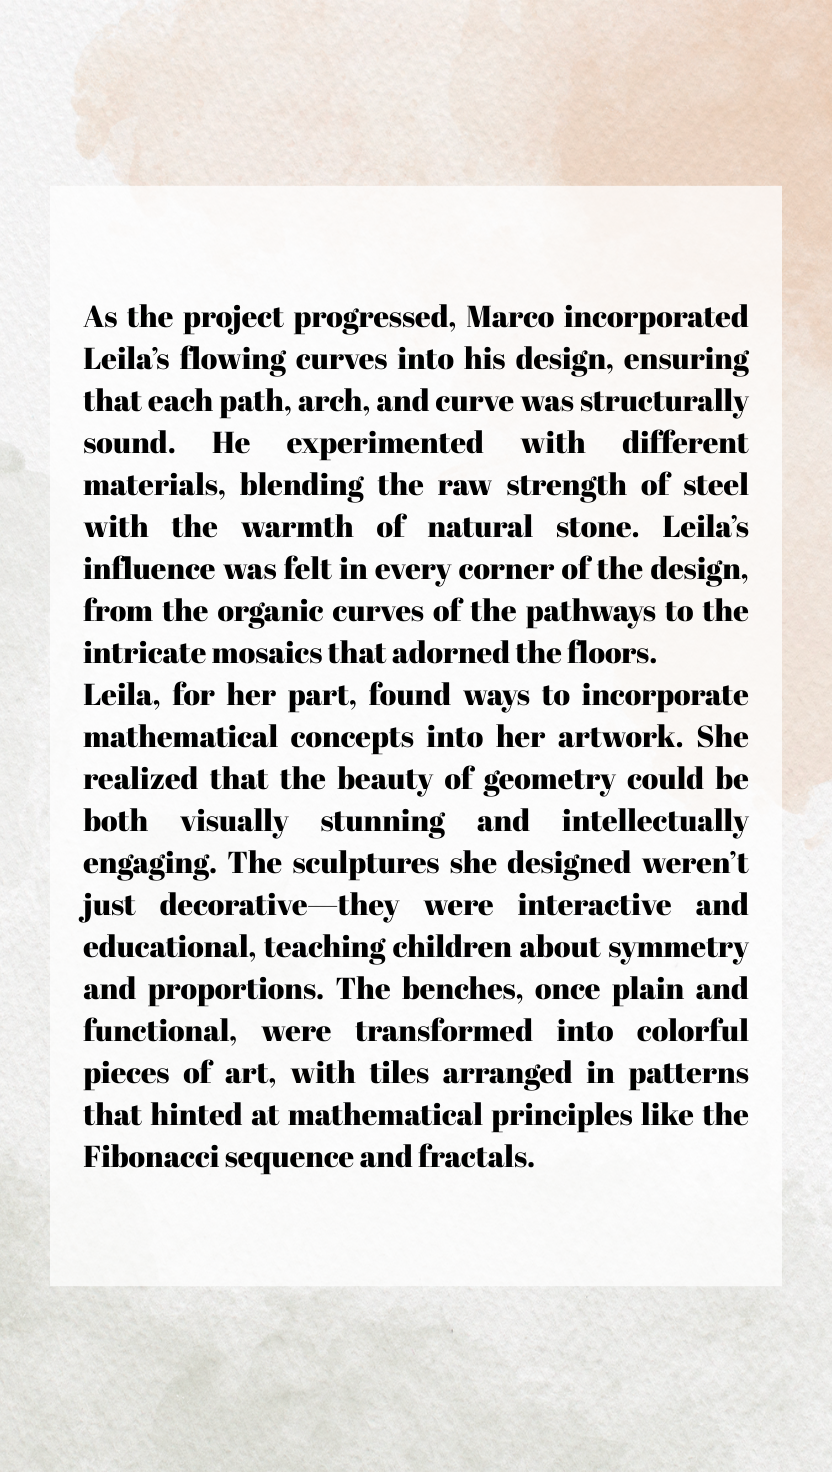 As the project progressed, Marco incorporated
Leila’s flowing curves into his design, ensuring
that each path, arch, and curve was structurally
sound. He experimented with different
materials, blending the raw strength of steel
with the warmth of natural stone. Leila’s
influence was felt in every corner of the design,
from the organic curves of the pathways to the
intricate mosaics that adorned the floors.
Leila, for her part, found ways to incorporate
mathematical concepts into her artwork. She
realized that the beauty of geometry could be
both visually stunning and intellectually
engaging. The sculptures she designed weren’t
just decorative—they were interactive and
educational, teaching children about symmetry
and proportions. The benches, once plain and
functional, were transformed into colorful
pieces of art, with tiles arranged in patterns
that hinted at mathematical principles like the
Fibonacci sequence and fractals.